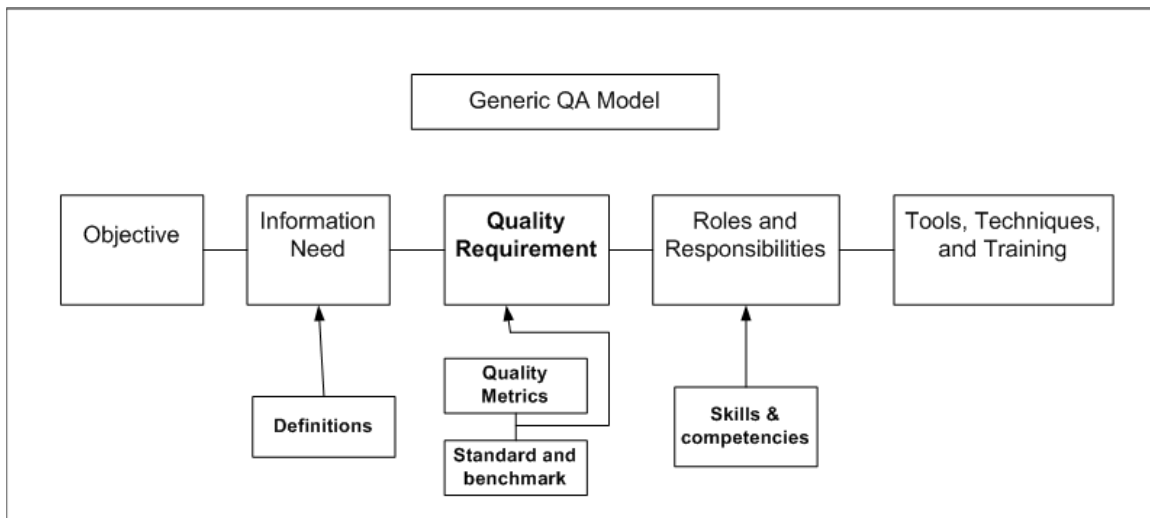 Generic QA Model
Objective
Information
Need
Quality
Requirement
Roles and
Responsibilities
Tools, Techniques,
and Training
Definitions
Quality
Metrics
Standard and
benchmark
Skills &
competencies